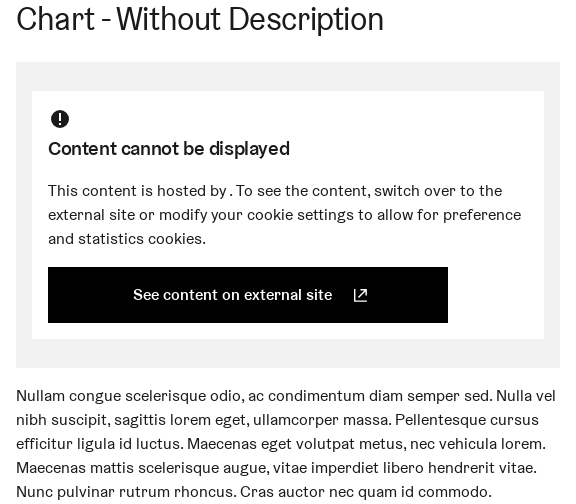 Chart - Without Description
Content cannot be displayed
This content is hosted by . To see the content, switch over to the
external site or modify your cookie settings to allow for preference
and statistics cookies.
See content on external site
Nullam congue scelerisque odio, ac condimentum diam semper sed. Nulla vel
nibh suscipit, sagittis lorem eget, ullamcorper massa. Pellentesque cursus
efficitur ligula id luctus. Maecenas eget volutpat metus, nec vehicula lorem.
Maecenas mattis scelerisque augue, vitae imperdiet libero hendrerit vitae.
Nunc pulvinar rutrum rhoncus. Cras auctor nec quam id commodo.